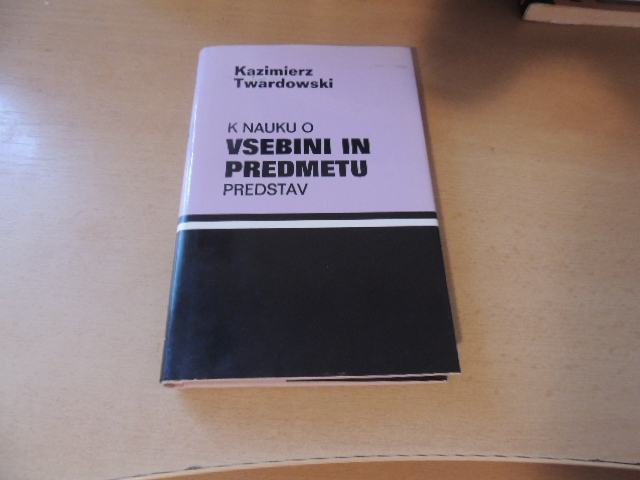 Kazimierz
Twardowski
K NAUKU O
VSEBINI IN
PREDMETU
PREDSTAV